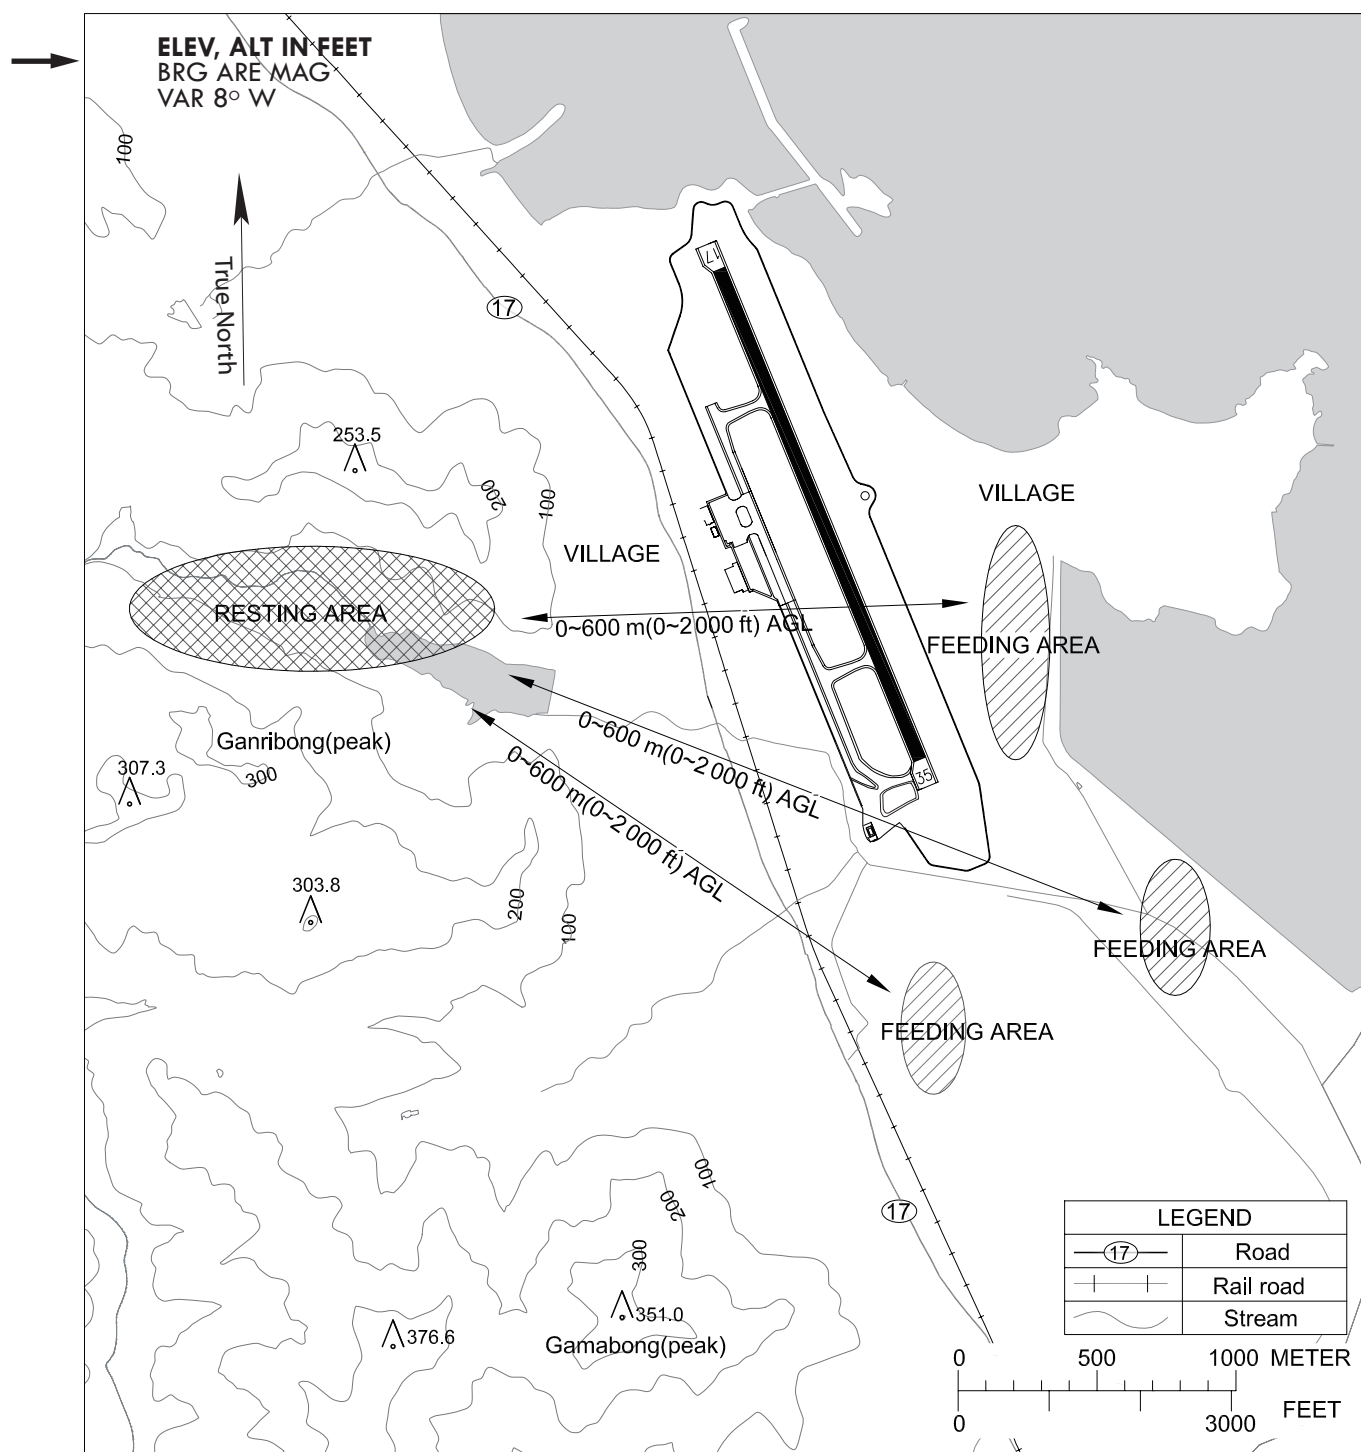 ELEV, ALT IN FEET
BRG ARE MAG
VAR 8° W
100
True North
17
17
253.5
200
100
VILLAGE
VILLAGE
RESTING AREA
0~600 m(0~2 000 ft) AGL
FEEDING AREA
0~600 m(0~2 000 ft) AGL
0~600 m(0~2 000 ft) AGL
Ganribong(peak)
307.3
300
35
303.8
200
100
FEEDING AREA
FEEDING AREA
100
200
17
300
351.0
376.6
Gamabong(peak)
LEGEND
17 Road
Rail road
Stream
0 500 1000 METER
FEET
0 3000